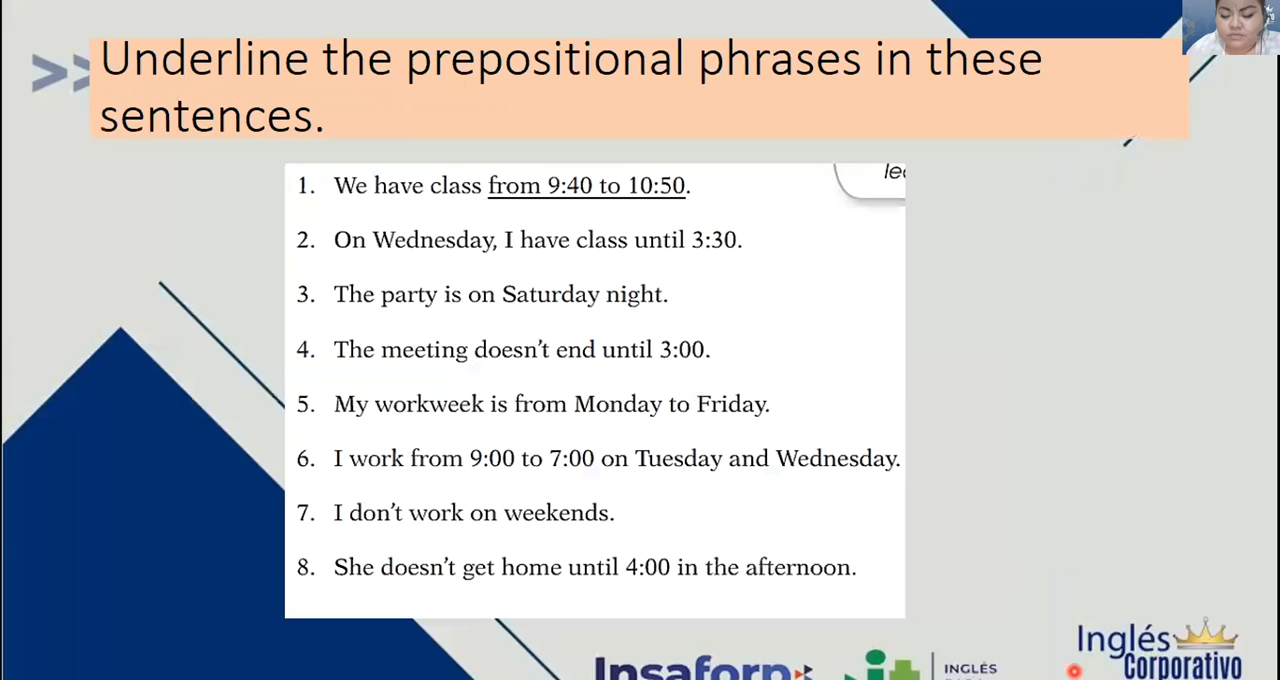 Underline the prepositional phrases in these
sentences.
1. We have class from 9:40 to 10:50.
2. On Wednesday, I have class until 3:30.
3. The party is on Saturday night.
4. The meeting doesn't end until 3:00.
5. My workweek is from Monday to Friday.
6. I work from 9:00 to 7:00 on Tuesday and Wednesday.
7. I don't work on weekends.
8. She doesn't get home until 4:00 in the afternoon.
Insaforp
INGLÉS
Inglés
Corporativo